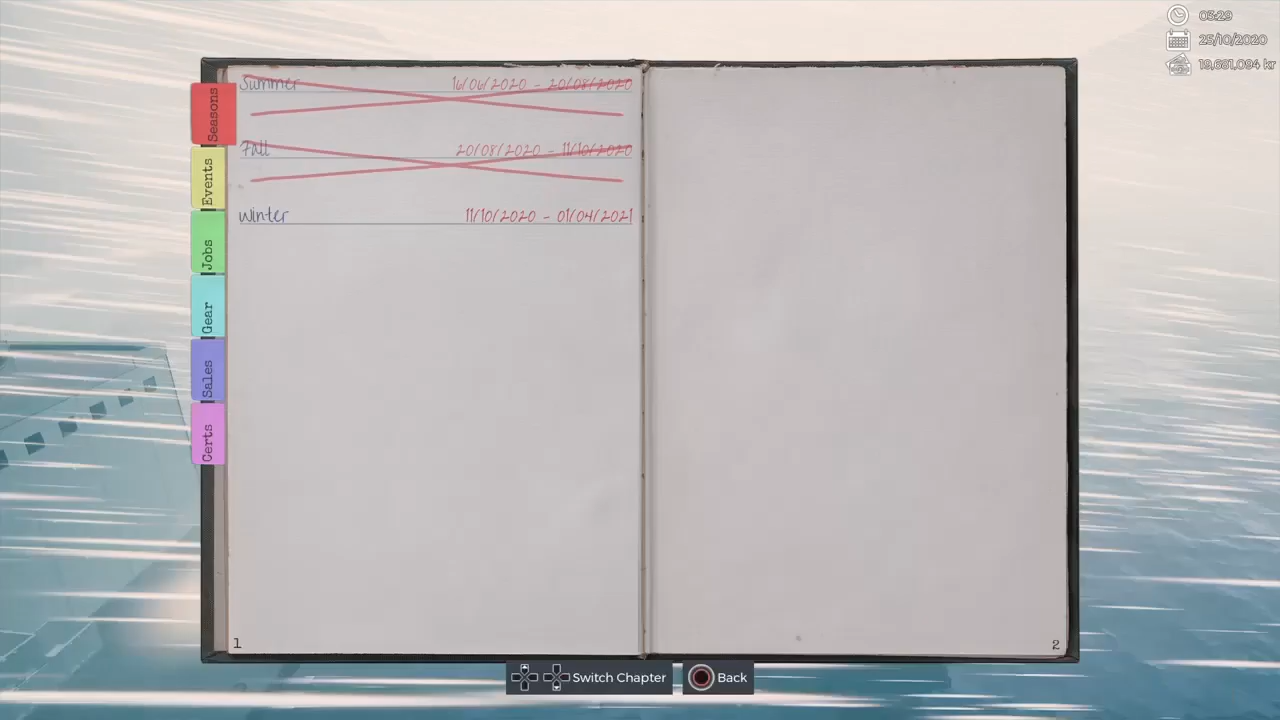 03:29
25/10/2020
19,681,094 kr
Summer 16/06/2020 - 20/08/2020
Fall 20/08/2020 - 11/10/2020
Winter 11/10/2020 - 01/04/2021
Seasons
Events
Jobs
Gear
Sales
Certs
1
2
Switch Chapter
Back